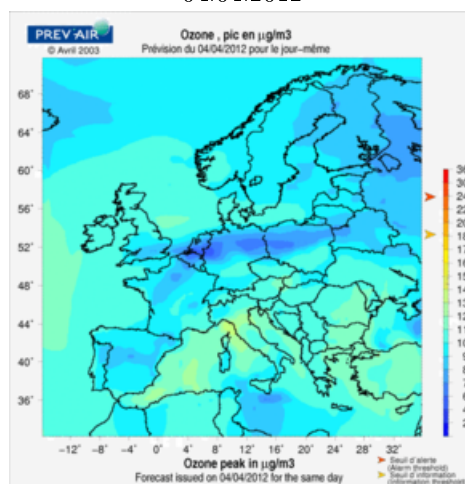 04/04/2012
PREV'AIR
© Avril 2003
Ozone , pic en µg/m3
Prévision du 04/04/2012 pour le jour-même
68°
64°
60°
56°
52°
48°
44°
40°
36°
-12° -8° -4° 0° 4° 8° 12° 16° 20° 24° 28° 32°
Ozone peak in µg/m3
Forecast issued on 04/04/2012 for the same day
Seuil d'alerte
(Alarm threshold)
Seuil d'information
(Information threshold)